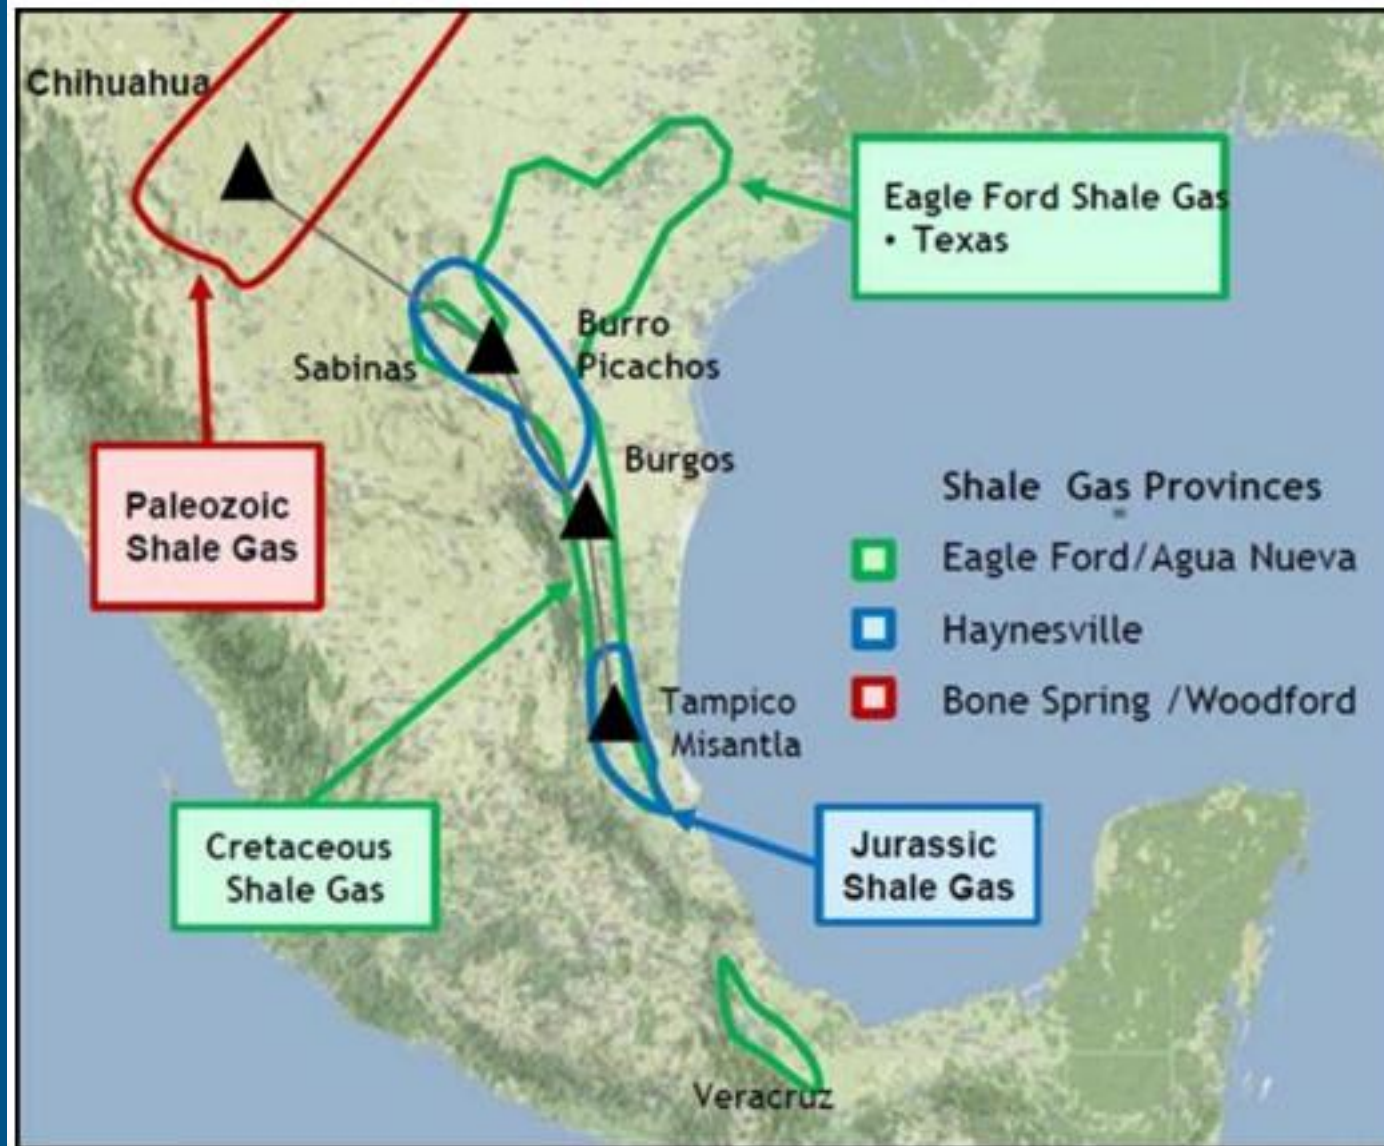 Chihuahua
Eagle Ford Shale Gas
• Texas
Burro
Picachos
Sabinas
Burgos
Paleozoic
Shale Gas
Shale Gas Provinces
Eagle Ford/Agua Nueva
Haynesville
Bone Spring /Woodford
Tampico
Misantla
Cretaceous
Shale Gas
Jurassic
Shale Gas
Veracruz